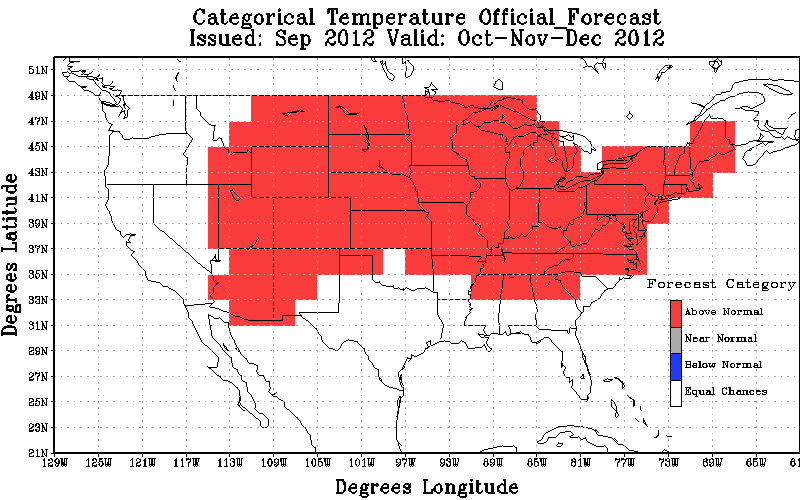 Categorical Temperature Official_Forecast
Issued: Sep 2012 Valid: Oct-Nov-Dec 2012
51N
49N
47N
45N
43N
41N
39N
37N
35N
33N
31N
29N
27N
25N
23N
21N
Degrees Latitude
Forecast Category
Above Normal
Near Normal
Below Normal
Equal Chances
129W 125W 121W 117W 113W 109W 105W 101W 97W 93W 89W 85W 81W 77W 73W 69W 65W 61
Degrees Longitude